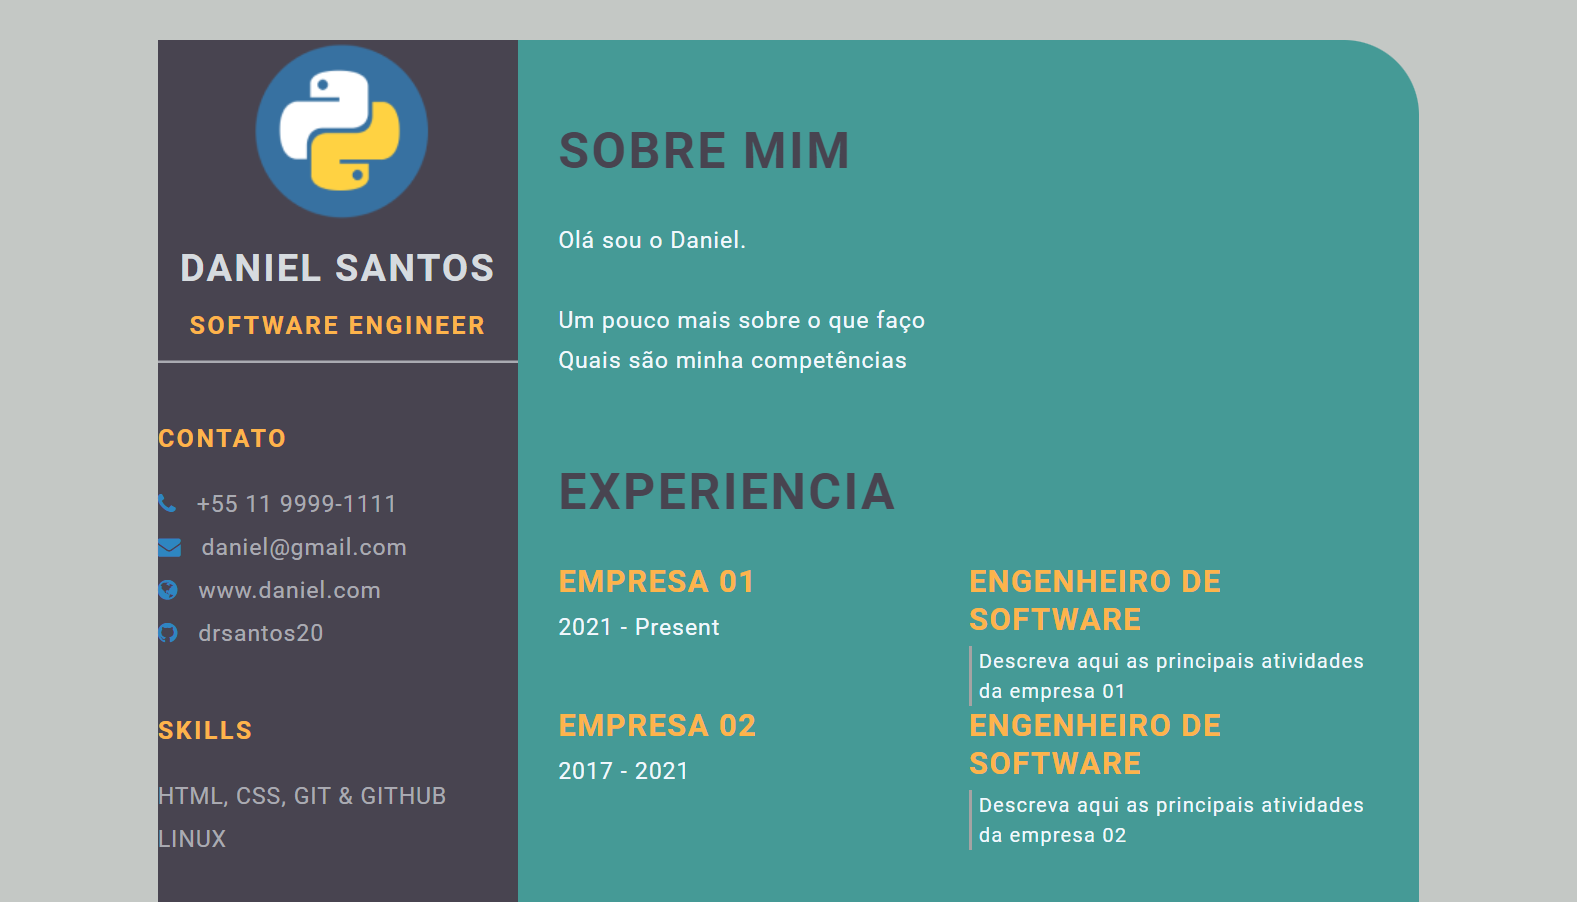 DANIEL SANTOS
SOFTWARE ENGINEER
CONTATO
+55 11 9999-1111
daniel@gmail.com
www.daniel.com
drsantos20
SKILLS
HTML, CSS, GIT & GITHUB
LINUX
SOBRE MIM
Olá sou o Daniel.
Um pouco mais sobre o que faço
Quais são minha competências
EXPERIENCIA
EMPRESA 01
2021 - Present
ENGENHEIRO DE
SOFTWARE
Descreva aqui as principais atividades
da empresa 01
EMPRESA 02
2017 - 2021
ENGENHEIRO DE
SOFTWARE
Descreva aqui as principais atividades
da empresa 02